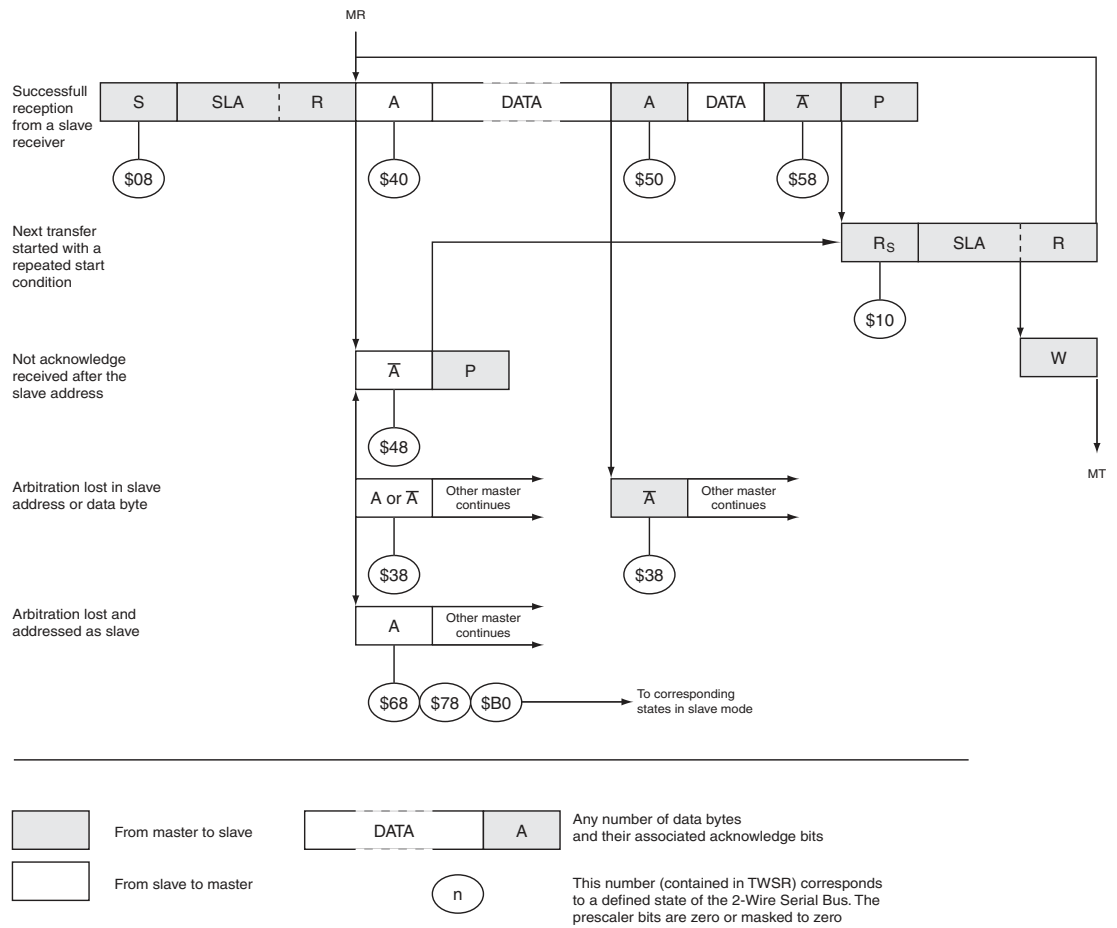 MR
Successfull
reception
from a slave
receiver
S SLA R A DATA A DATA A̅ P
$08 $40 $50 $58
Next transfer
started with a
repeated start
condition
RS SLA R
$10
Not acknowledge
received after the
slave address
A̅ P
W
$48
MT
Arbitration lost in slave
address or data byte
A or A̅ Other master
continues
A̅ Other master
continues
$38 $38
Arbitration lost and
addressed as slave
A Other master
continues
$68 $78 $B0
To corresponding
states in slave mode
From master to slave
DATA A
Any number of data bytes
and their associated acknowledge bits
From slave to master
n
This number (contained in TWSR) corresponds
to a defined state of the 2-Wire Serial Bus. The
prescaler bits are zero or masked to zero